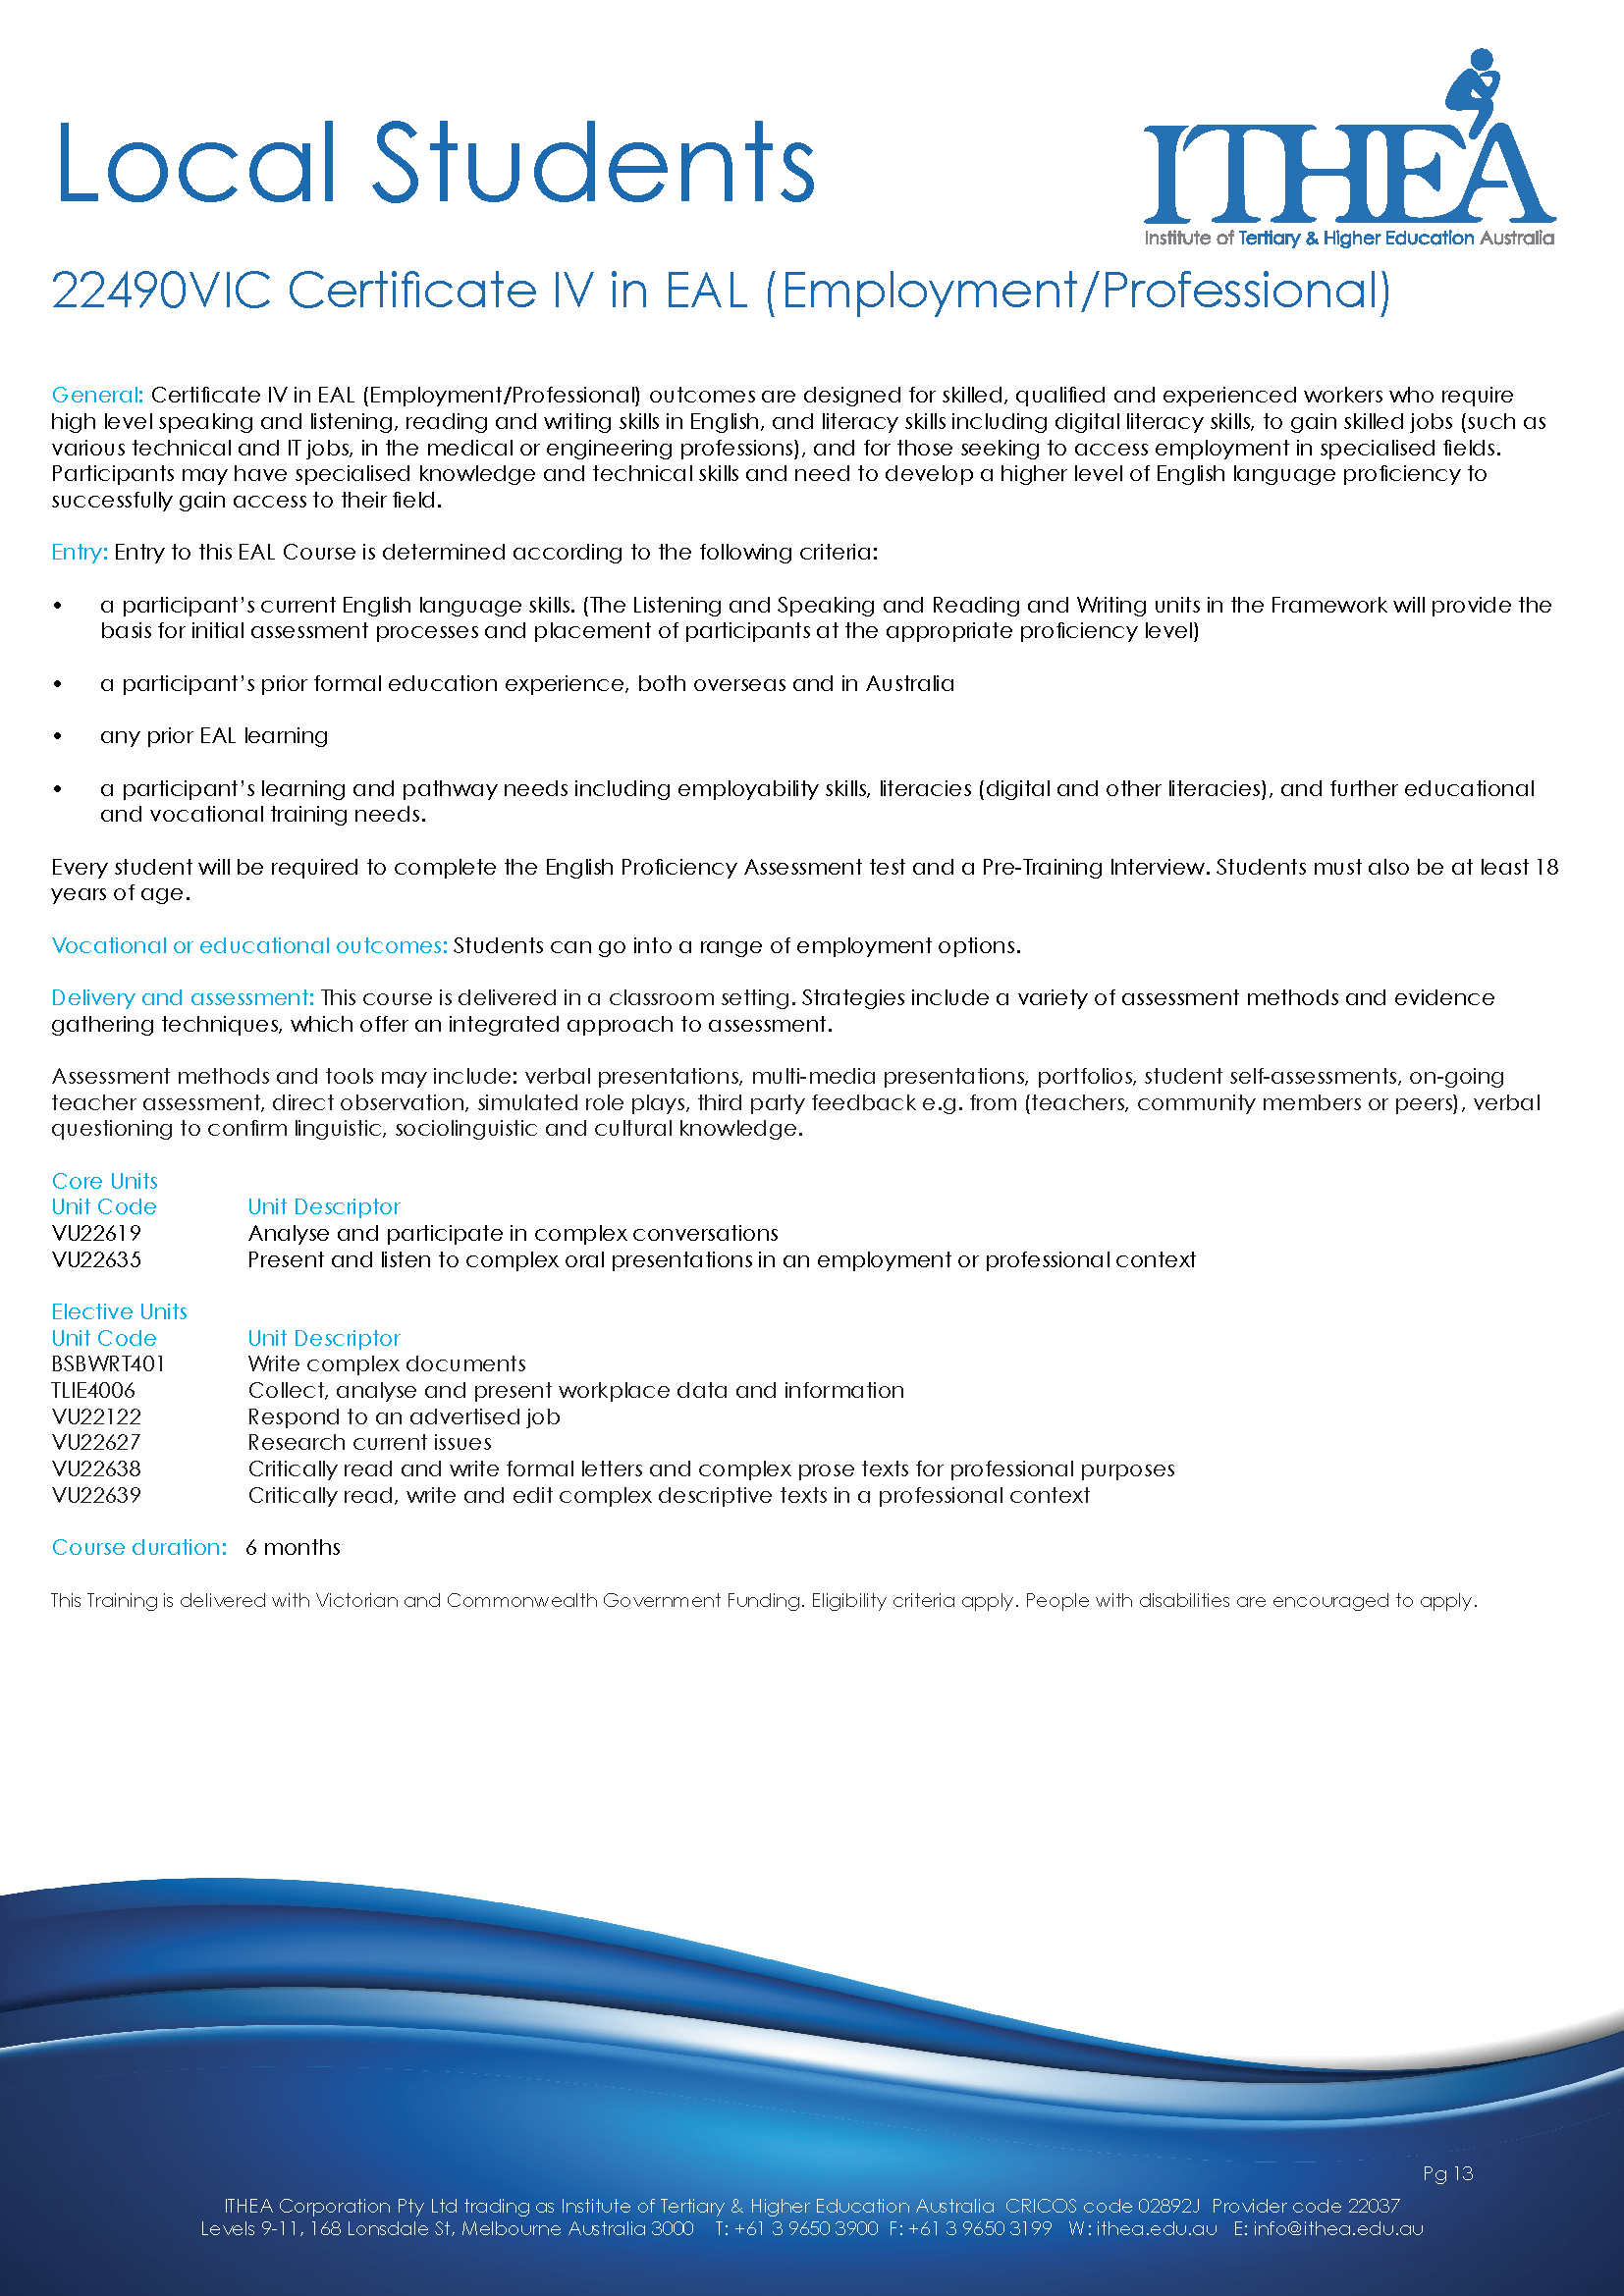 Local Students
ITHEA
Institute of Tertiary & Higher Education Australia
22490VIC Certificate IV in EAL (Employment/Professional)
General: Certificate IV in EAL (Employment/Professional) outcomes are designed for skilled, qualified and experienced workers who require
high level speaking and listening, reading and writing skills in English, and literacy skills including digital literacy skills, to gain skilled jobs (such as
various technical and IT jobs, in the medical or engineering professions), and for those seeking to access employment in specialised fields.
Participants may have specialised knowledge and technical skills and need to develop a higher level of English language proficiency to
successfully gain access to their field.
Entry: Entry to this EAL Course is determined according to the following criteria:
• a participant's current English language skills. (The Listening and Speaking and Reading and Writing units in the Framework will provide the
basis for initial assessment processes and placement of participants at the appropriate proficiency level)
• a participant's prior formal education experience, both overseas and in Australia
• any prior EAL learning
• a participant's learning and pathway needs including employability skills, literacies (digital and other literacies), and further educational
and vocational training needs.
Every student will be required to complete the English Proficiency Assessment test and a Pre-Training Interview. Students must also be at least 18
years of age.
Vocational or educational outcomes: Students can go into a range of employment options.
Delivery and assessment: This course is delivered in a classroom setting. Strategies include a variety of assessment methods and evidence
gathering techniques, which offer an integrated approach to assessment.
Assessment methods and tools may include: verbal presentations, multi-media presentations, portfolios, student self-assessments, on-going
teacher assessment, direct observation, simulated role plays, third party feedback e.g. from (teachers, community members or peers), verbal
questioning to confirm linguistic, sociolinguistic and cultural knowledge.
Core Units
Unit Code Unit Descriptor
VU22619 Analyse and participate in complex conversations
VU22635 Present and listen to complex oral presentations in an employment or professional context
Elective Units
Unit Code Unit Descriptor
BSBWRT401 Write complex documents
TLIE4006 Collect, analyse and present workplace data and information
VU22122 Respond to an advertised job
VU22627 Research current issues
VU22638 Critically read and write formal letters and complex prose texts for professional purposes
VU22639 Critically read, write and edit complex descriptive texts in a professional context
Course duration: 6 months
This Training is delivered with Victorian and Commonwealth Government Funding. Eligibility criteria apply. People with disabilities are encouraged to apply.
Pg 13
ITHEA Corporation Pty Ltd trading as Institute of Tertiary & Higher Education Australia CRICOS code 02892J Provider code 22037
Levels 9-11, 168 Lonsdale St, Melbourne Australia 3000 T: +61 3 9650 3900 F: +61 3 9650 3199 W: ithea.edu.au E: info@ithea.edu.au